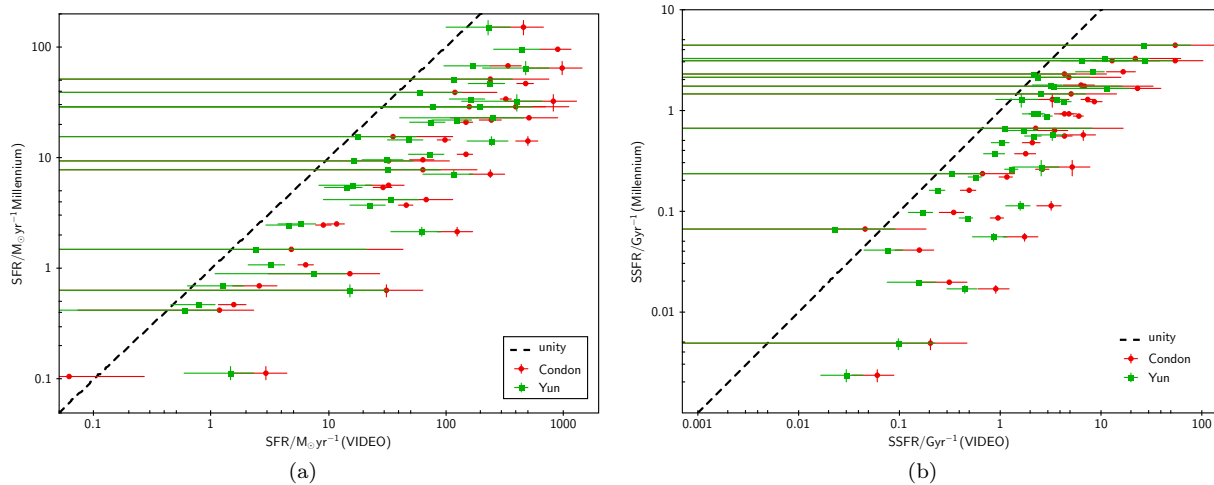 100
10
1
0.1
SFR/M☉yr⁻¹Millennium)
0.1
1
10
100
1000
SFR/M☉yr⁻¹(VIDEO)
unity
Condon
Yun
(a)
10
1
0.1
0.01
SSFR/Gyr⁻¹(Millennium)
0.001
0.01
0.1
1
10
100
SSFR/Gyr⁻¹(VIDEO)
unity
Condon
Yun
(b)